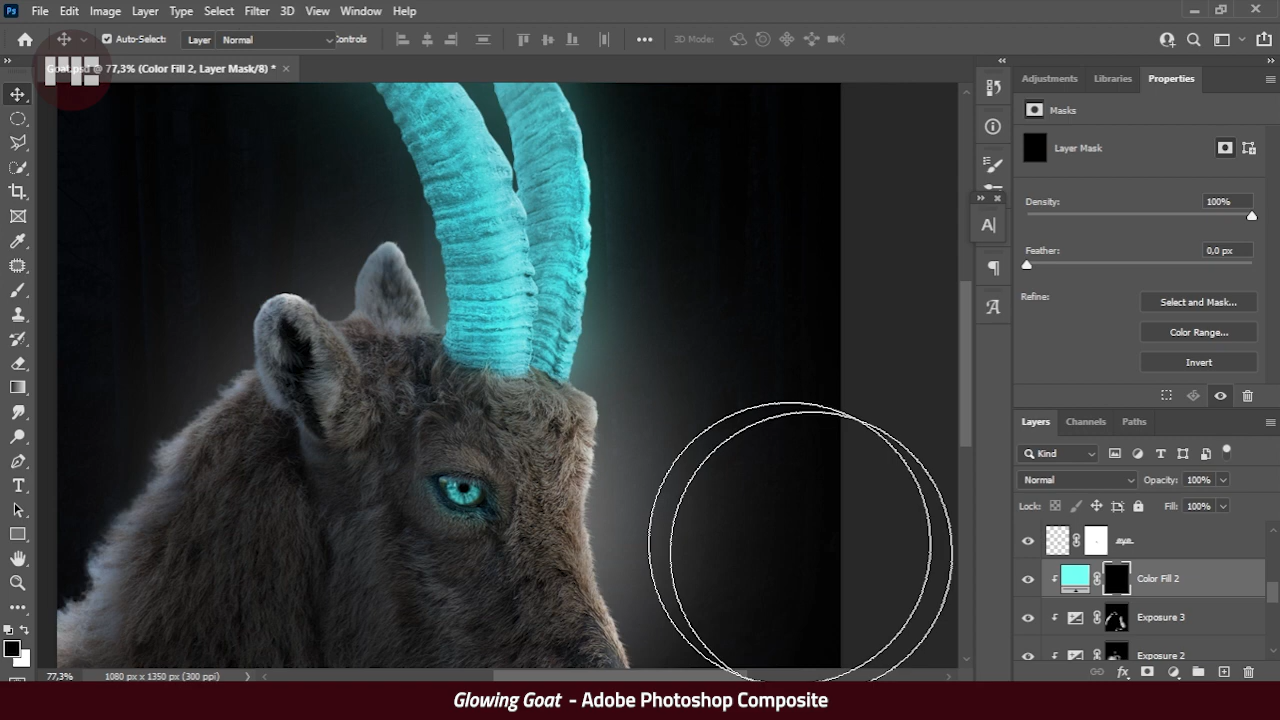 Ps File Edit Image Layer Type Select Filter 3D View Window Help
Auto-Select: Layer Normal Controls 3D Mode:
Goat.psd @ 77,3% (Color Fill 2, Layer Mask/8) *
Adjustments Libraries Properties
Masks
Layer Mask
Density: 100%
Feather: 0,0 px
Refine:
Select and Mask...
Color Range...
Invert
Layers Channels Paths
Kind
Normal Opacity: 100%
Lock: Fill: 100%
eye
Color Fill 2
Exposure 3
Exposure 2
77,3% 1080 px x 1350 px (300 ppi)
Glowing Goat - Adobe Photoshop Composite